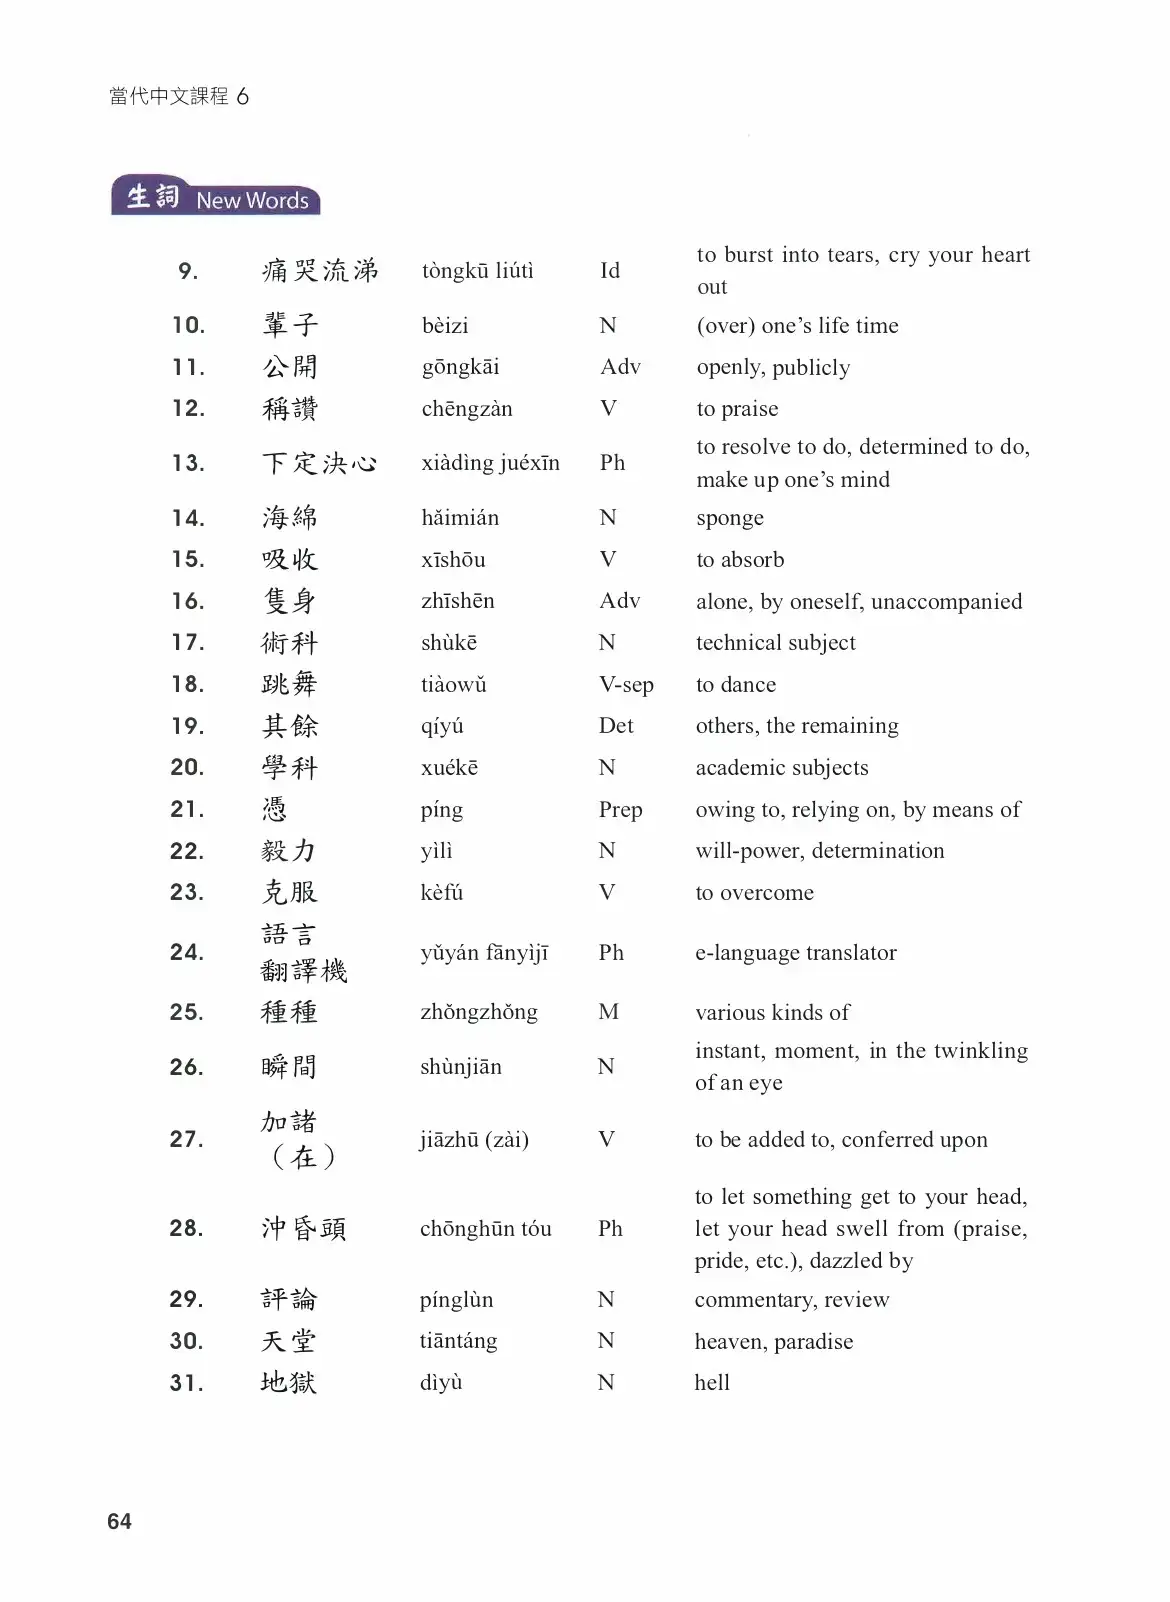 當代中文課程 6
生詞 New Words
9. 痛哭流涕 tòngkū liútì Id to burst into tears, cry your heart
out
10. 輩子 bèizi N (over) one’s life time
11. 公開 gōngkāi Adv openly, publicly
12. 稱讚 chēngzàn V to praise
13. 下定決心 xiàdìng juéxīn Ph to resolve to do, determined to do,
make up one’s mind
14. 海綿 hǎimián N sponge
15. 吸收 xīshōu V to absorb
16. 隻身 zhīshēn Adv alone, by oneself, unaccompanied
17. 術科 shùkē N technical subject
18. 跳舞 tiàowǔ V-sep to dance
19. 其餘 qíyú Det others, the remaining
20. 學科 xuékē N academic subjects
21. 憑 píng Prep owing to, relying on, by means of
22. 毅力 yìlì N will-power, determination
23. 克服 kèfú V to overcome
24. 語言
翻譯機 yǔyán fānyìjī Ph e-language translator
25. 種種 zhǒngzhǒng M various kinds of
26. 瞬間 shùnjiān N instant, moment, in the twinkling
of an eye
27. 加諸
（在） jiāzhū (zài) V to be added to, conferred upon
28. 沖昏頭 chōnghūn tóu Ph to let something get to your head,
let your head swell from (praise,
pride, etc.), dazzled by
29. 評論 pínglùn N commentary, review
30. 天堂 tiāntáng N heaven, paradise
31. 地獄 dìyù N hell
64